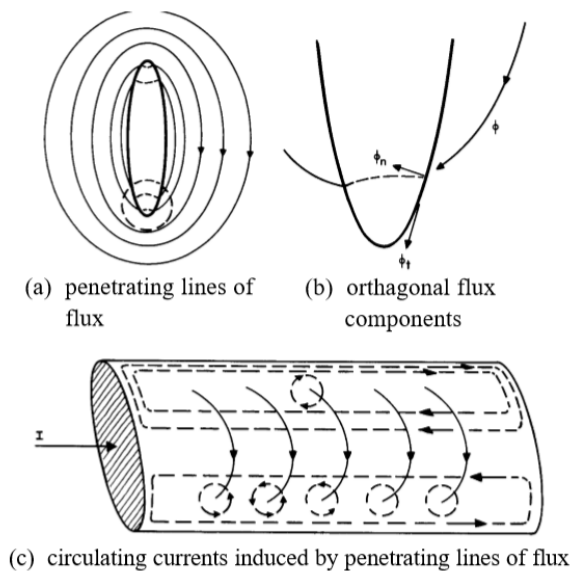 ϕ
ϕn
ϕt
(a) penetrating lines of
flux
(b) orthagonal flux
components
I
(c) circulating currents induced by penetrating lines of flux